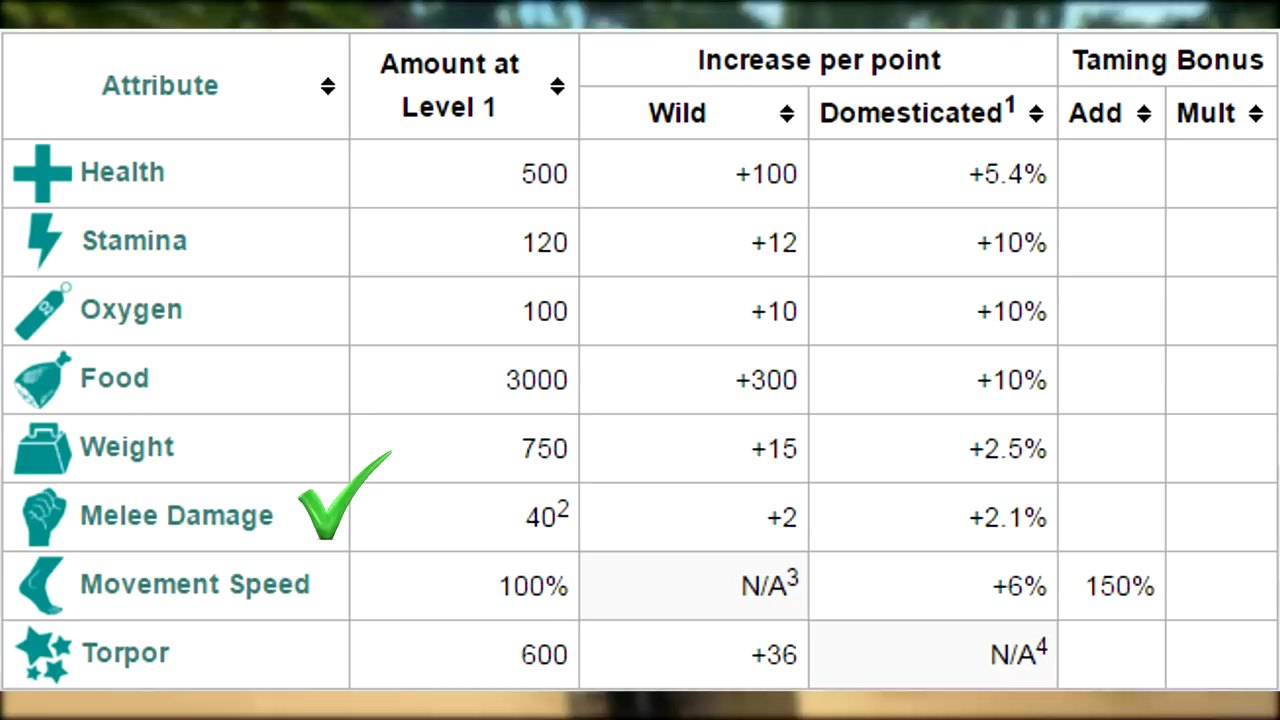 Attribute Amount at Level 1 Increase per point Taming Bonus
Wild Domesticated1 Add Mult
Health 500 +100 +5.4%
Stamina 120 +12 +10%
O2 Oxygen 100 +10 +10%
Food 3000 +300 +10%
Weight 750 +15 +2.5%
Melee Damage 40² +2 +2.1%
Movement Speed 100% N/A³ +6% 150%
Torpor 600 +36 N/A⁴